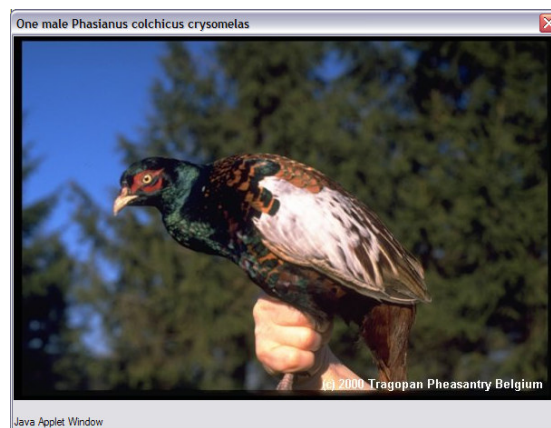 One male Phasianus colchicus crysomelas
(c) 2000 Tragopan Pheasantry Belgium
Java Applet Window